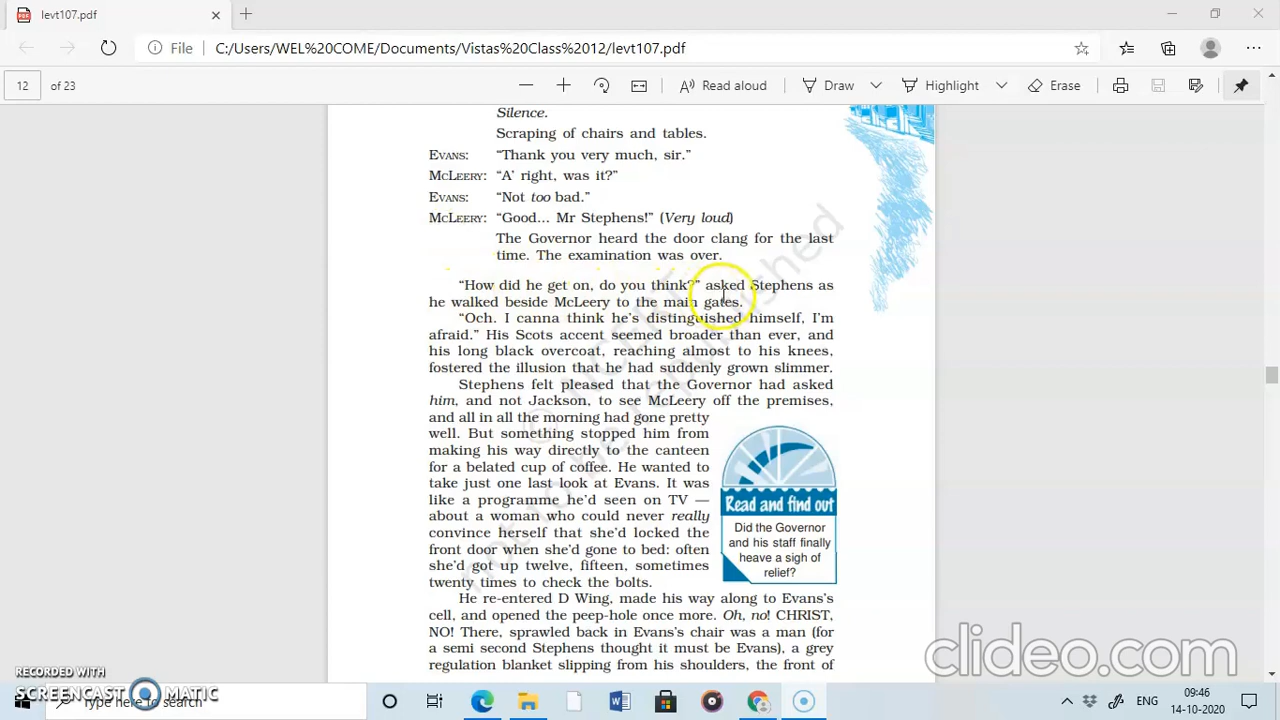 levt107.pdf
File C:/Users/WEL%20COME/Documents/Vistas%20Class%2012/levt107.pdf
12 of 23 Read aloud Draw Highlight Erase
Silence.
Scraping of chairs and tables.
EVANS: “Thank you very much, sir.”
MCLEERY: “A’ right, was it?”
EVANS: “Not too bad.”
MCLEERY: “Good... Mr Stephens!” (Very loud)
The Governor heard the door clang for the last
time. The examination was over.
“How did he get on, do you think?” asked Stephens as
he walked beside McLeery to the main gates.
“Och. I canna think he’s distinguished himself, I’m
afraid.” His Scots accent seemed broader than ever, and
his long black overcoat, reaching almost to his knees,
fostered the illusion that he had suddenly grown slimmer.
Stephens felt pleased that the Governor had asked
him, and not Jackson, to see McLeery off the premises,
and all in all the morning had gone pretty
well. But something stopped him from
making his way directly to the canteen
for a belated cup of coffee. He wanted to
take just one last look at Evans. It was
like a programme he’d seen on TV —
about a woman who could never really
convince herself that she’d locked the
front door when she’d gone to bed: often
she’d got up twelve, fifteen, sometimes
twenty times to check the bolts.
Read and find out
Did the Governor
and his staff finally
heave a sigh of
relief?
He re-entered D Wing, made his way along to Evans’s
cell, and opened the peep-hole once more. Oh, no! CHRIST,
NO! There, sprawled back in Evans’s chair was a man (for
a semi second Stephens thought it must be Evans), a grey
regulation blanket slipping from his shoulders, the front of
© NCERT
not to be republished
clideo.com
RECORDED WITH
SCREENCAST MATIC
Type here to search
ENG
09:46
14-10-2020